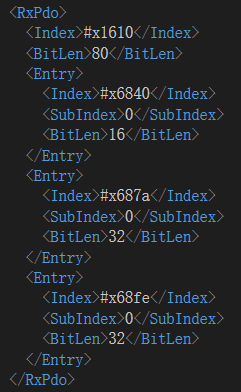 <RxPdo>
<Index>#x1610</Index>
<BitLen>80</BitLen>
<Entry>
<Index>#x6840</Index>
<SubIndex>0</SubIndex>
<BitLen>16</BitLen>
</Entry>
<Entry>
<Index>#x687a</Index>
<SubIndex>0</SubIndex>
<BitLen>32</BitLen>
</Entry>
<Entry>
<Index>#x68fe</Index>
<SubIndex>0</SubIndex>
<BitLen>32</BitLen>
</Entry>
</RxPdo>